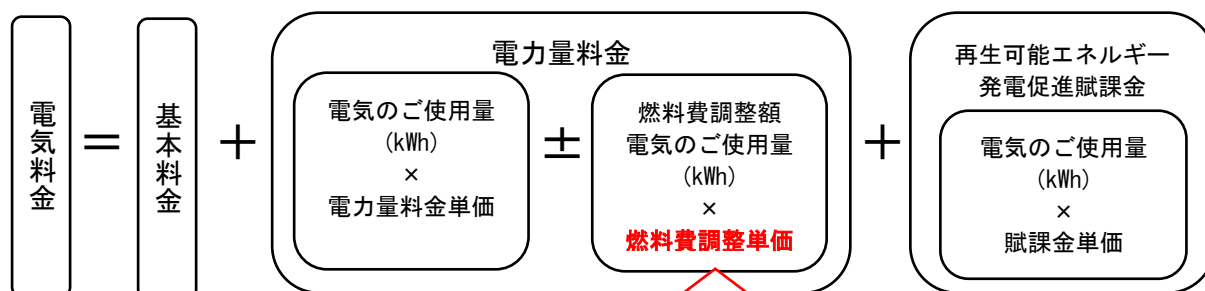 電気料金
＝
基本料金
＋
電力量料金
電気のご使用量
(kWh)
×
電力量料金単価
±
燃料費調整額
電気のご使用量
(kWh)
×
燃料費調整単価
＋
再生可能エネルギー
発電促進賦課金
電気のご使用量
(kWh)
×
賦課金単価